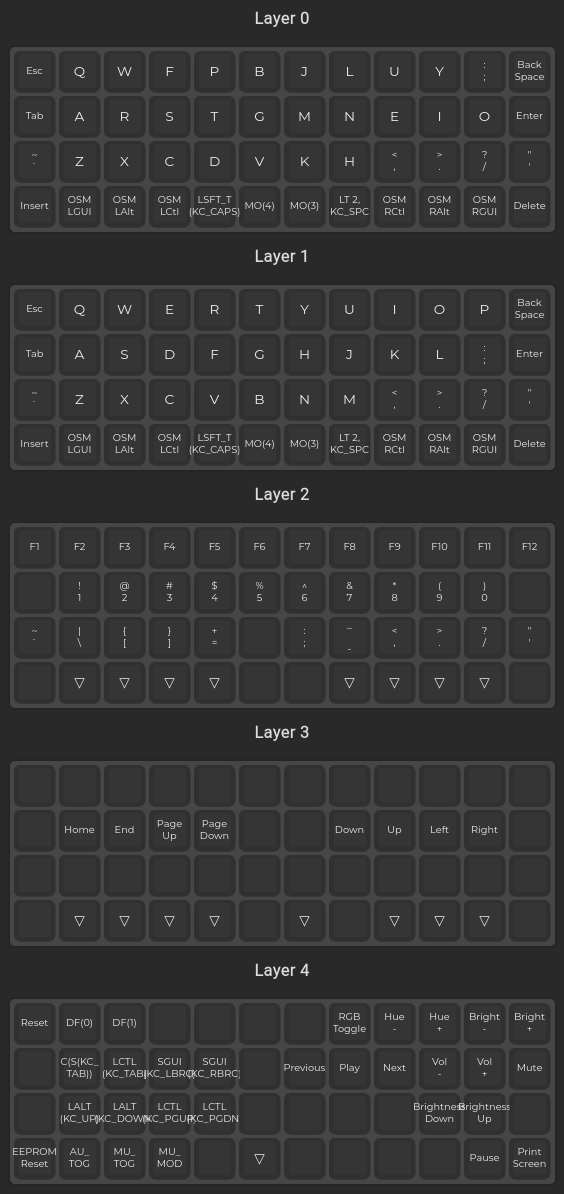 Layer 0
Esc Q W F P B J L U Y : ; Back Space
Tab A R S T G M N E I O Enter
~ ` Z X C D V K H < , > . ? / " '
Insert OSM LGUI OSM LAlt OSM LCtl LSFT_T (KC_CAPS) MO(4) MO(3) LT 2, KC_SPC OSM RCtl OSM RAlt OSM RGUI Delete
Layer 1
Esc Q W E R T Y U I O P Back Space
Tab A S D F G H J K L : ; Enter
~ ` Z X C V B N M < , > . ? / " '
Insert OSM LGUI OSM LAlt OSM LCtl LSFT_T (KC_CAPS) MO(4) MO(3) LT 2, KC_SPC OSM RCtl OSM RAlt OSM RGUI Delete
Layer 2
F1 F2 F3 F4 F5 F6 F7 F8 F9 F10 F11 F12
! 1 @ 2 # 3 $ 4 % 5 ^ 6 & 7 * 8 ( 9 ) 0
~ ` | \ { [ } ] + = : ; _ - < , > . ? / " '
▽ ▽ ▽ ▽ ▽ ▽ ▽ ▽
Layer 3
Home End Page Up Page Down Down Up Left Right
▽ ▽ ▽ ▽ ▽ ▽ ▽ ▽
Layer 4
Reset DF(0) DF(1) RGB Toggle Hue - Hue + Bright - Bright +
C(S(KC_ TAB)) LCTL (KC_TAB) SGUI (KC_LBRC) SGUI (KC_RBRC) Previous Play Next Vol - Vol + Mute
LALT (KC_UP) LALT (KC_DOWN) LCTL (KC_PGUP) LCTL (KC_PGDN) Brightness Down Brightness Up
EEPROM Reset AU_ TOG MU_ TOG MU_ MOD ▽ Pause Print Screen